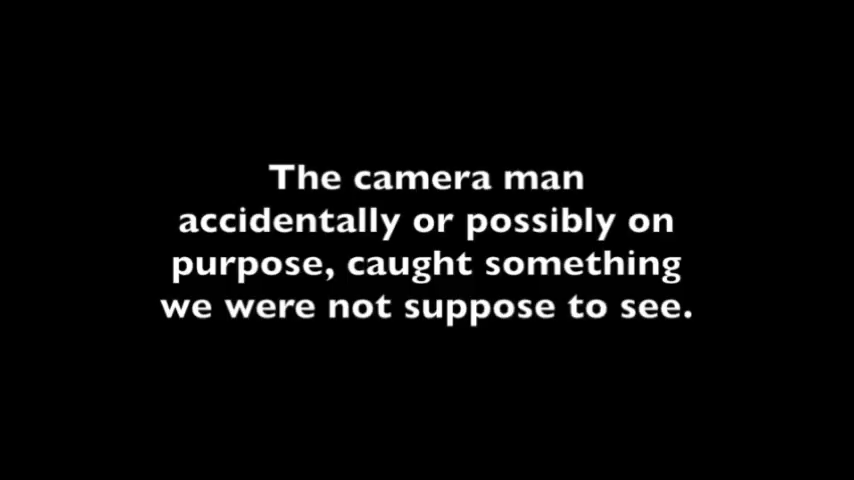 The camera man
accidentally or possibly on
purpose, caught something
we were not suppose to see.